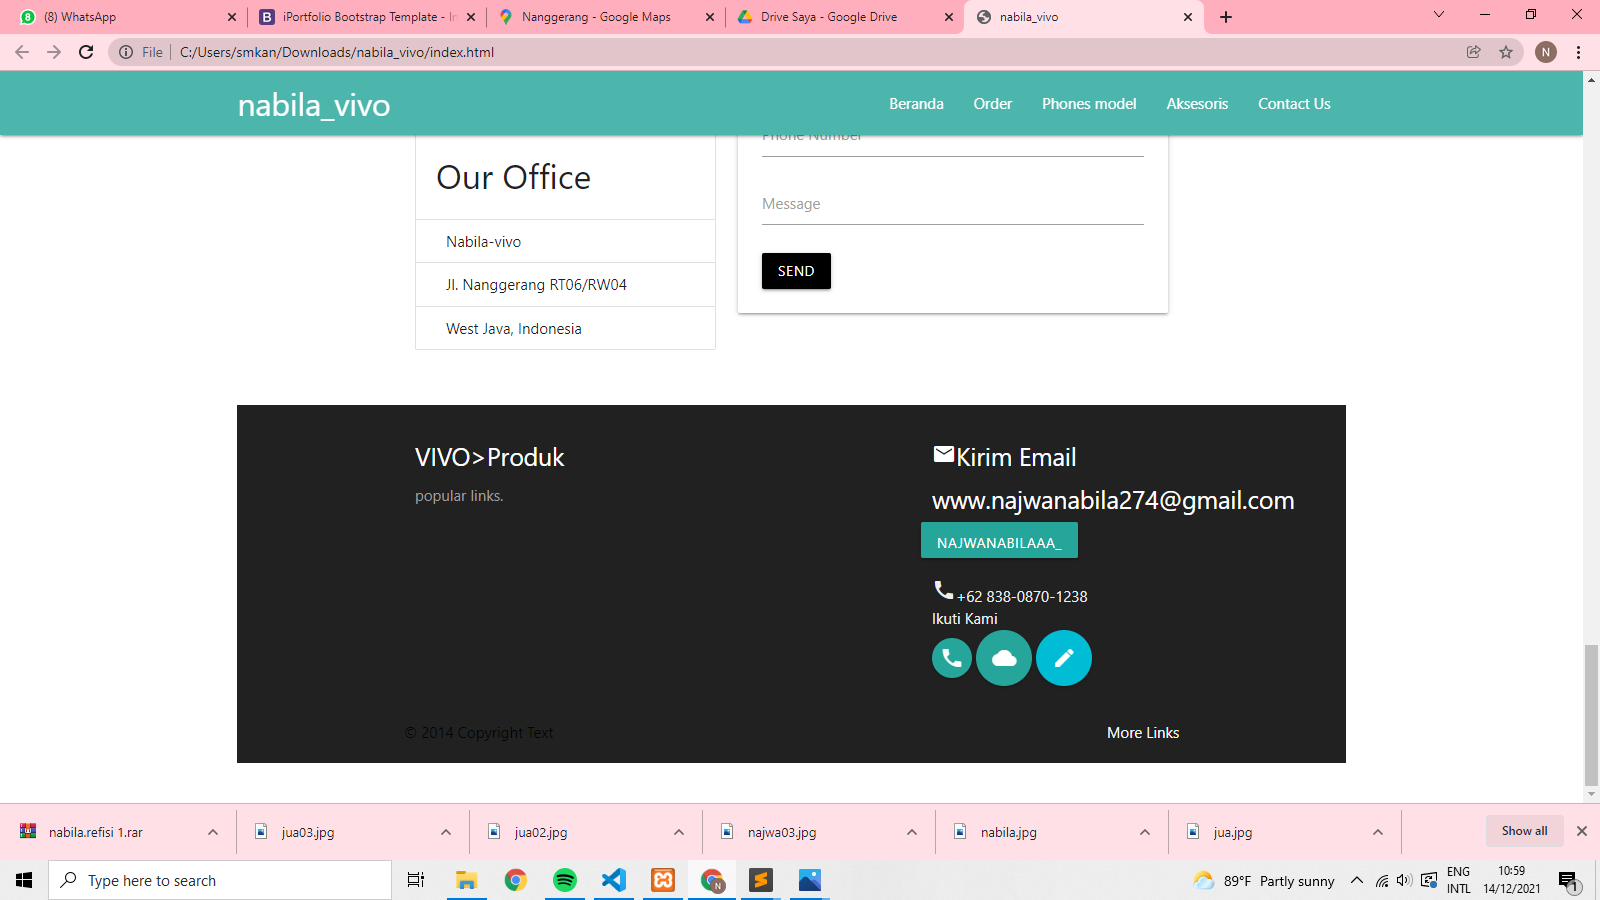 (8) WhatsApp
iPortfolio Bootstrap Template - In
Nanggerang - Google Maps
Drive Saya - Google Drive
nabila_vivo
File
C:/Users/smkan/Downloads/nabila_vivo/index.html
N
nabila_vivo
Beranda
Order
Phones model
Aksesoris
Contact Us
Our Office
Nabila-vivo
Jl. Nanggerang RT06/RW04
West Java, Indonesia
Phone Number
Message
SEND
VIVO>Produk
popular links.
Kirim Email
www.najwanabila274@gmail.com
NAJWANABILAAA_
+62 838-0870-1238
Ikuti Kami
© 2014 Copyright Text
More Links
nabila.refisi 1.rar
jua03.jpg
jua02.jpg
najwa03.jpg
nabila.jpg
jua.jpg
Show all
Type here to search
N
89°F Partly sunny
ENG
INTL
10:59
14/12/2021
1